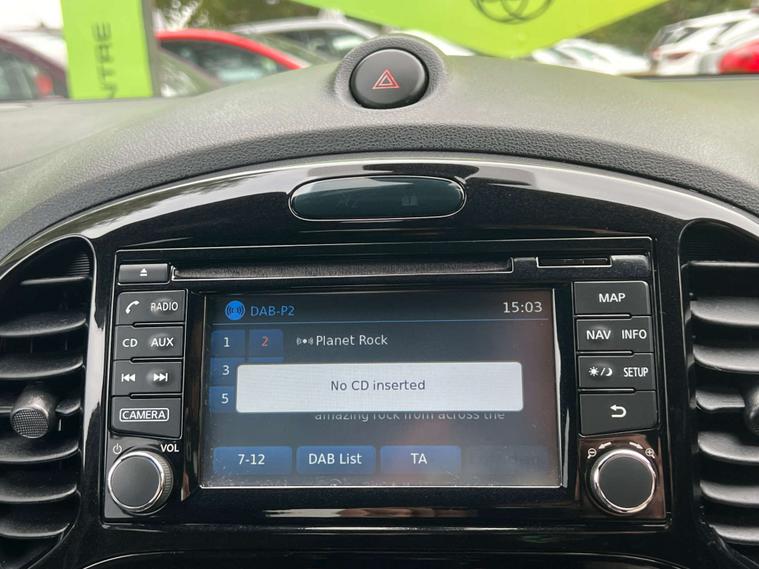 NTRE
RADIO
CD AUX
CAMERA
VOL
DAB-P2
15:03
1 2 Planet Rock
3
No CD inserted
5
amazing rock from across the
7-12 DAB List TA
MAP
NAV INFO
SETUP